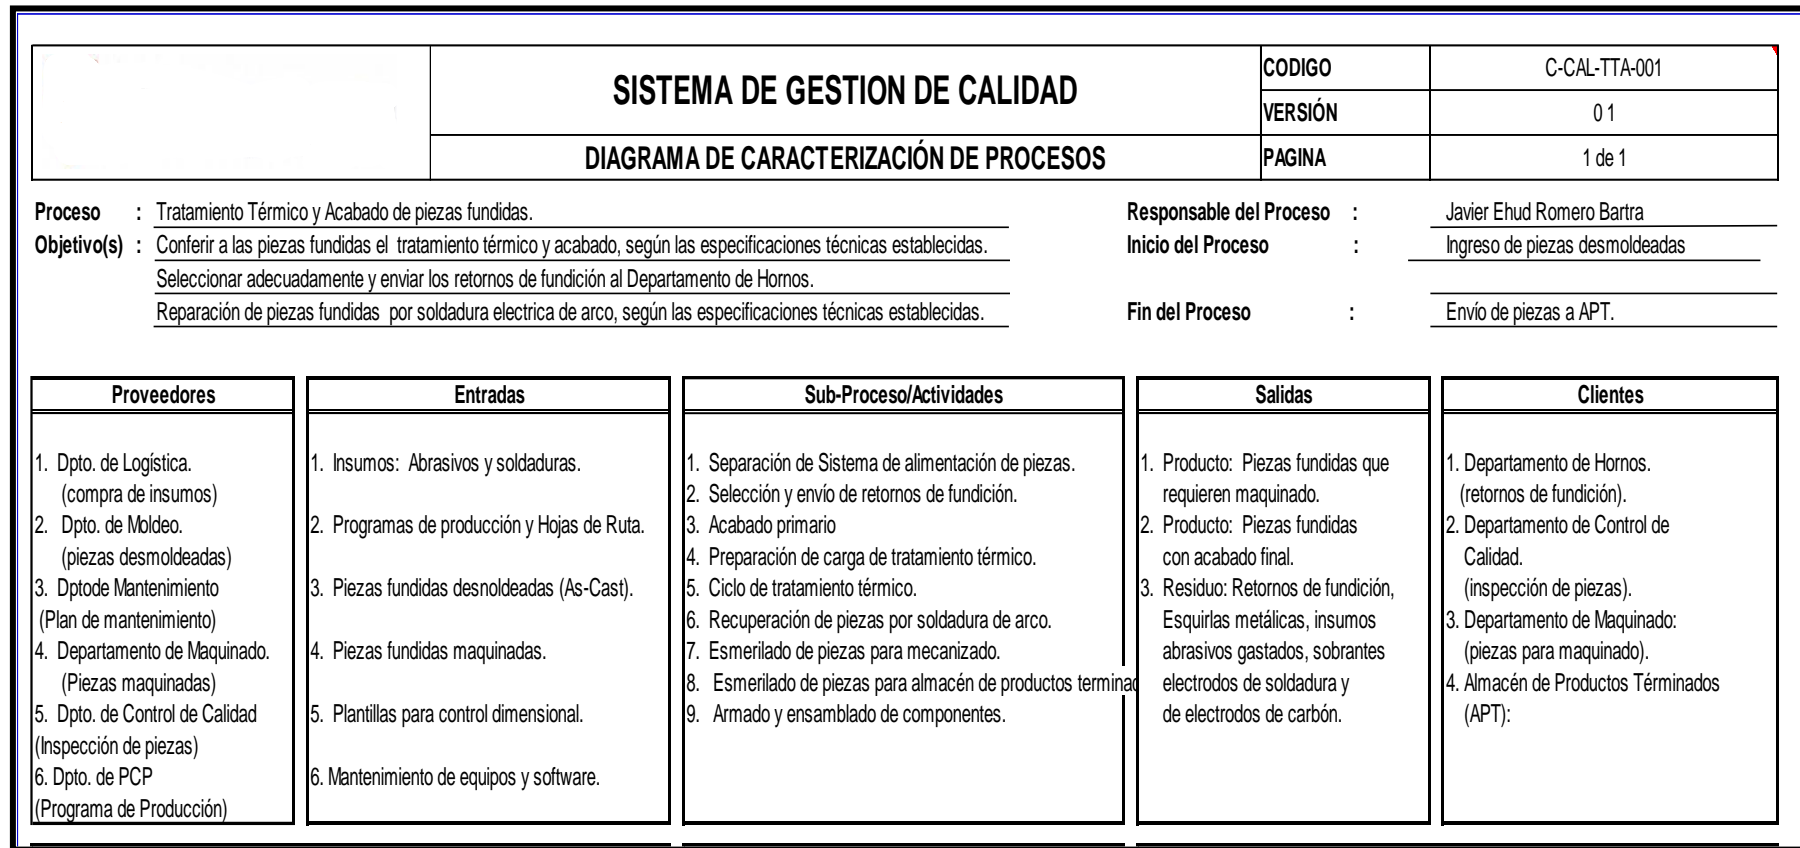 SISTEMA DE GESTION DE CALIDAD
CODIGO C-CAL-TTA-001
VERSIÓN 0 1
DIAGRAMA DE CARACTERIZACIÓN DE PROCESOS
PAGINA 1 de 1
Proceso : Tratamiento Térmico y Acabado de piezas fundidas.
Responsable del Proceso : Javier Ehud Romero Bartra
Objetivo(s) : Conferir a las piezas fundidas el tratamiento térmico y acabado, según las especificaciones técnicas establecidas.
Inicio del Proceso : Ingreso de piezas desmoldeadas
Seleccionar adecuadamente y enviar los retornos de fundición al Departamento de Hornos.
Reparación de piezas fundidas por soldadura electrica de arco, según las especificaciones técnicas establecidas.
Fin del Proceso : Envío de piezas a APT.
Proveedores
1. Dpto. de Logística.
(compra de insumos)
2. Dpto. de Moldeo.
(piezas desmoldeadas)
3. Dptode Mantenimiento
(Plan de mantenimiento)
4. Departamento de Maquinado.
(Piezas maquinadas)
5. Dpto. de Control de Calidad
(Inspección de piezas)
6. Dpto. de PCP
(Programa de Producción)
Entradas
1. Insumos: Abrasivos y soldaduras.
2. Programas de producción y Hojas de Ruta.
3. Piezas fundidas desnoldeadas (As-Cast).
4. Piezas fundidas maquinadas.
5. Plantillas para control dimensional.
6. Mantenimiento de equipos y software.
Sub-Proceso/Actividades
1. Separación de Sistema de alimentación de piezas.
2. Selección y envío de retornos de fundición.
3. Acabado primario
4. Preparación de carga de tratamiento térmico.
5. Ciclo de tratamiento térmico.
6. Recuperación de piezas por soldadura de arco.
7. Esmerilado de piezas para mecanizado.
8. Esmerilado de piezas para almacén de productos terminad
9. Armado y ensamblado de componentes.
Salidas
1. Producto: Piezas fundidas que
requieren maquinado.
2. Producto: Piezas fundidas
con acabado final.
3. Residuo: Retornos de fundición,
Esquirlas metálicas, insumos
abrasivos gastados, sobrantes
electrodos de soldadura y
de electrodos de carbón.
Clientes
1. Departamento de Hornos.
(retornos de fundición).
2. Departamento de Control de
Calidad.
(inspección de piezas).
3. Departamento de Maquinado:
(piezas para maquinado).
4. Almacén de Productos Términados
(APT):